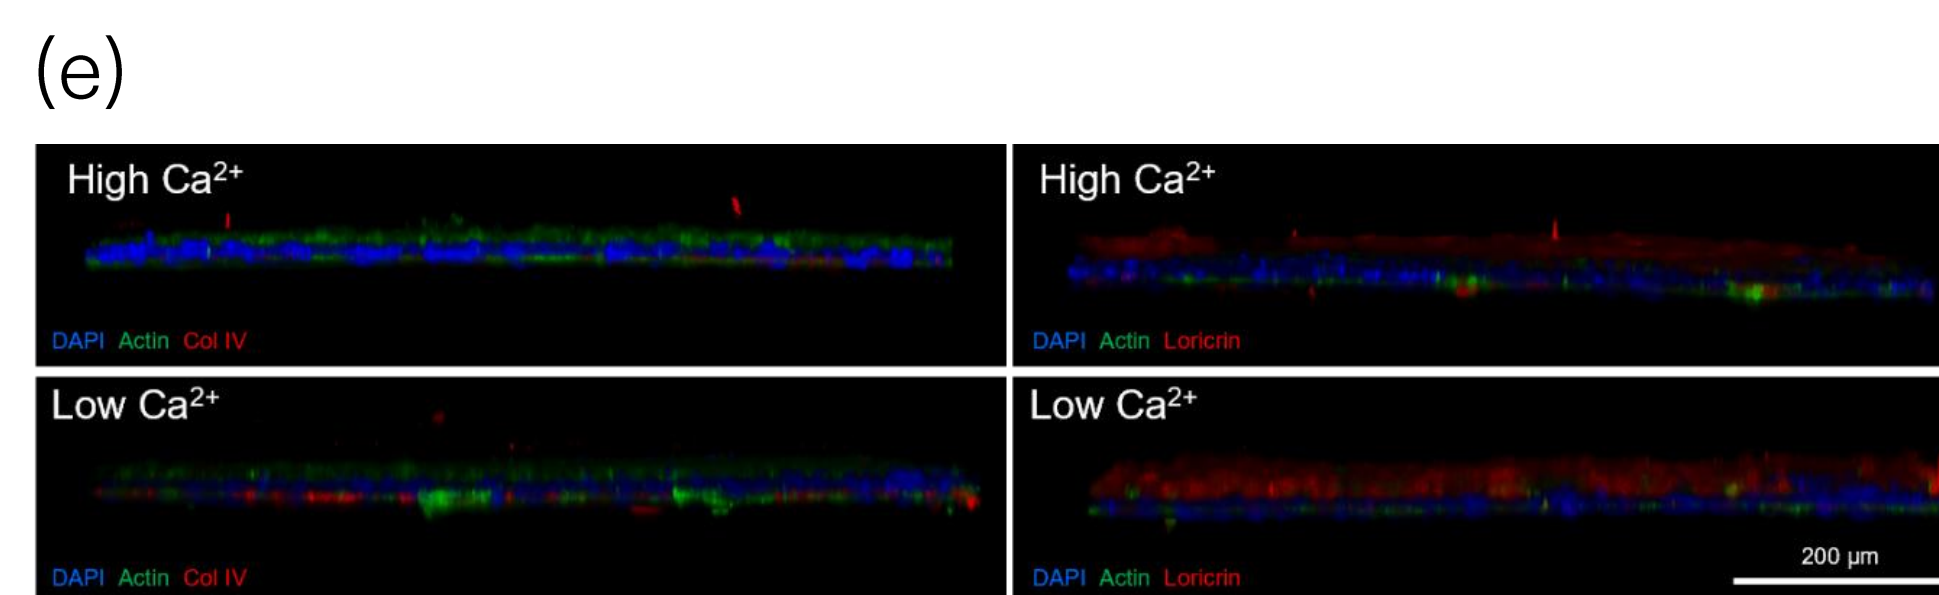 (e)
High Ca²⁺
DAPI Actin Col IV
High Ca²⁺
DAPI Actin Loricrin
Low Ca²⁺
DAPI Actin Col IV
Low Ca²⁺
200 µm
DAPI Actin Loricrin